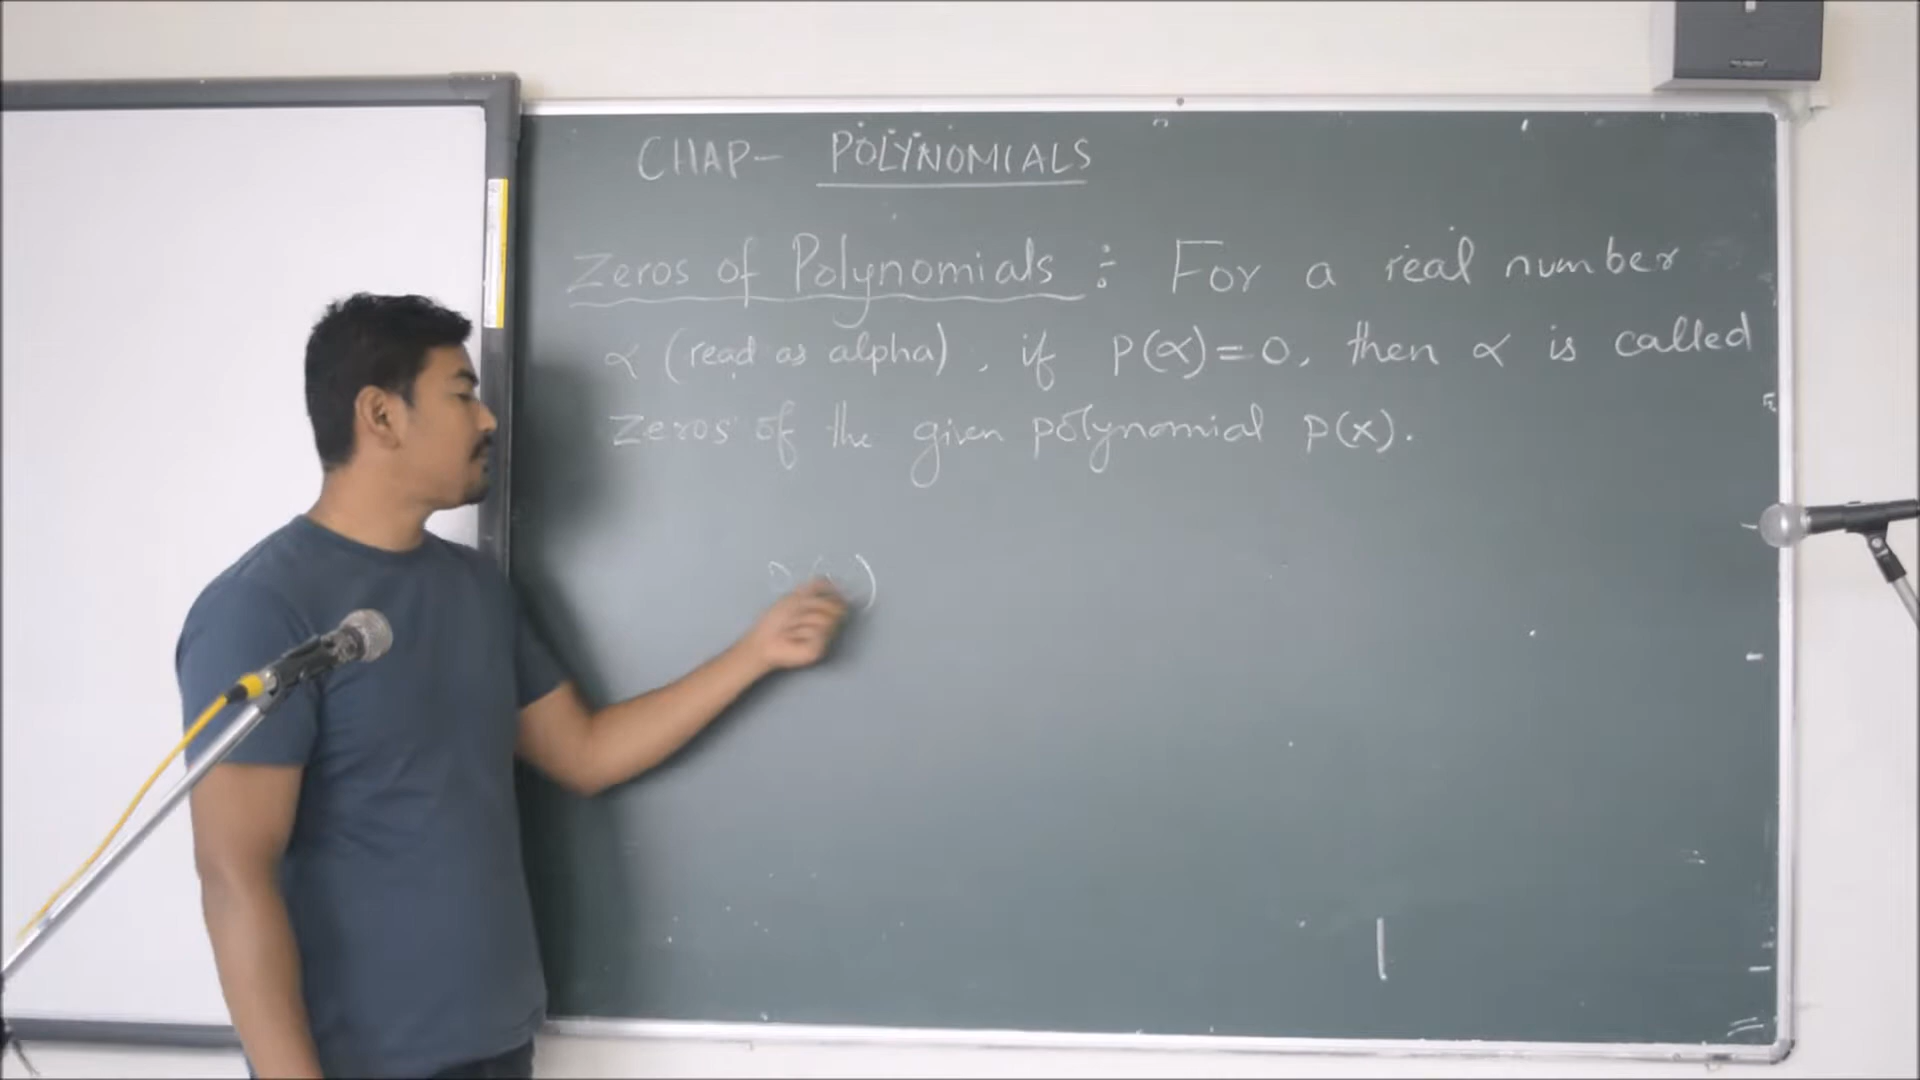 CHAP- POLYNOMIALS
Zeros of Polynomials : For a real number
α (read as alpha), if P(α)=0, then α is called
Zeros of the given polynomial P(x).